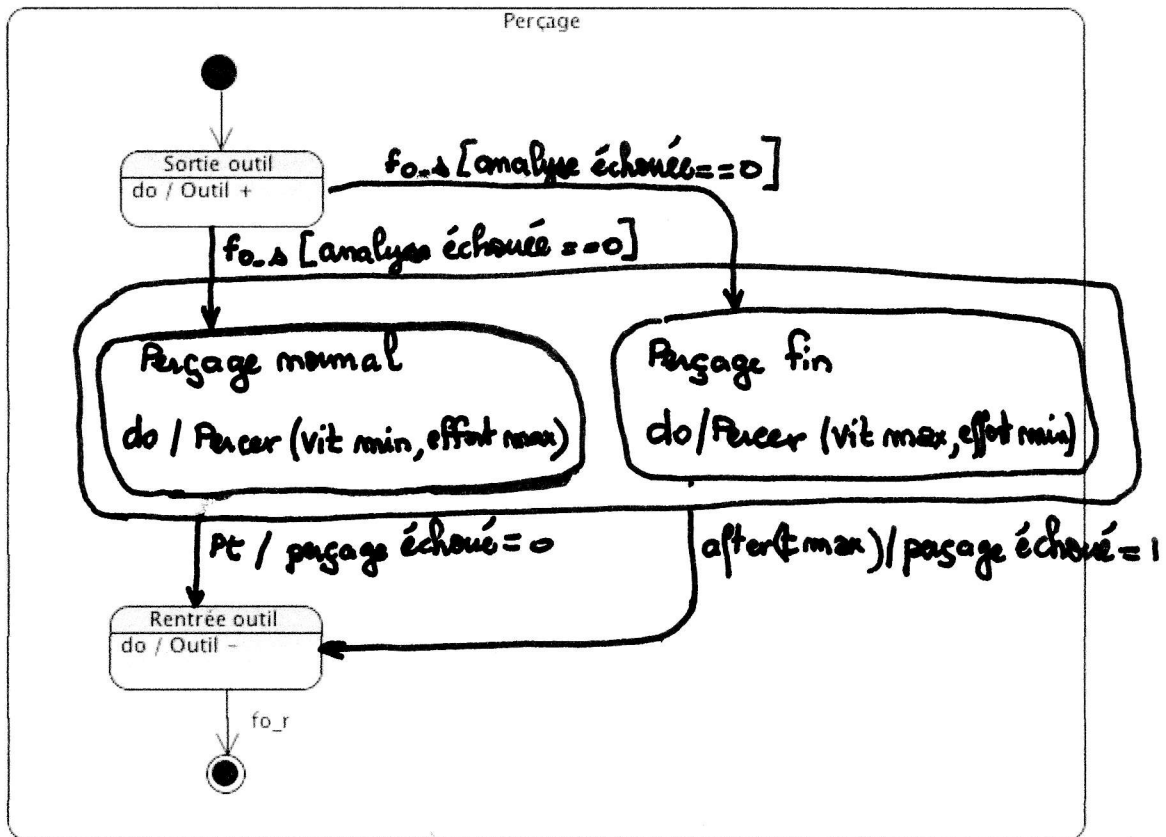 Perçage
Sortie outil
do / Outil +
fo_s [analyse échouée==0]
fo_s [analyse échouée ==0]
Perçage normal
do / Percer (vit min, effort max)
Perçage fin
do/Percer (vit max, effort min)
Pt / perçage échoué=0
after(tmax)/ perçage échoué=1
Rentrée outil
do / Outil -
fo_r